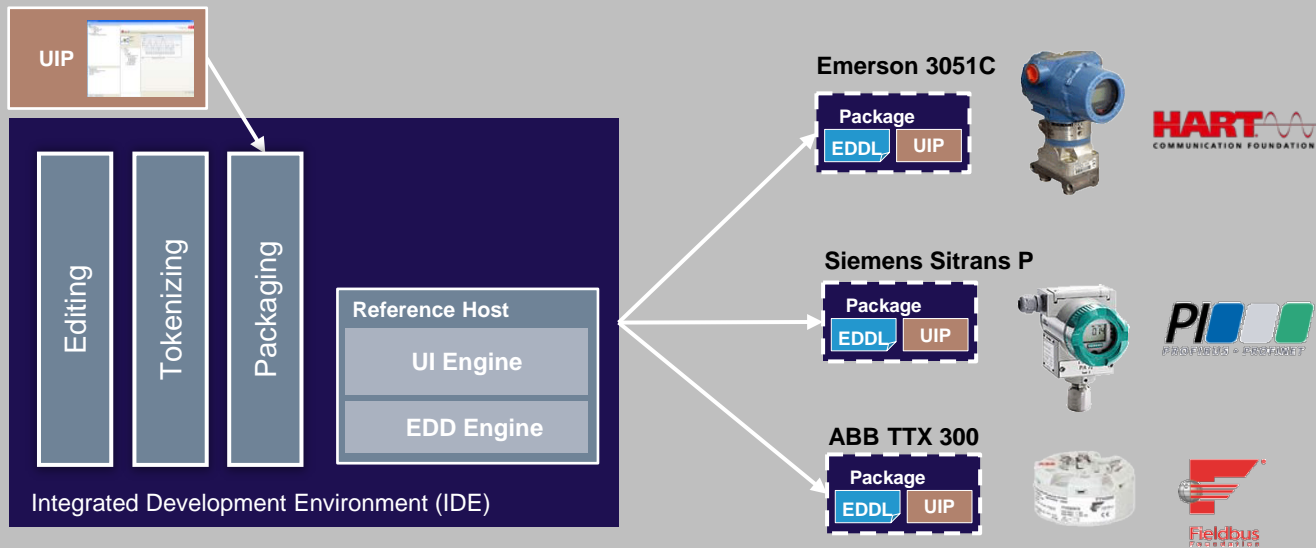 UIP
Editing
Tokenizing
Packaging
Reference Host
UI Engine
EDD Engine
Integrated Development Environment (IDE)
Emerson 3051C
Package
EDDL
UIP
HART
COMMUNICATION FOUNDATION
Siemens Sitrans P
Package
EDDL
UIP
PI
PROFIBUS • PROFINET
ABB TTX 300
Package
EDDL
UIP
Fieldbus
Foundation